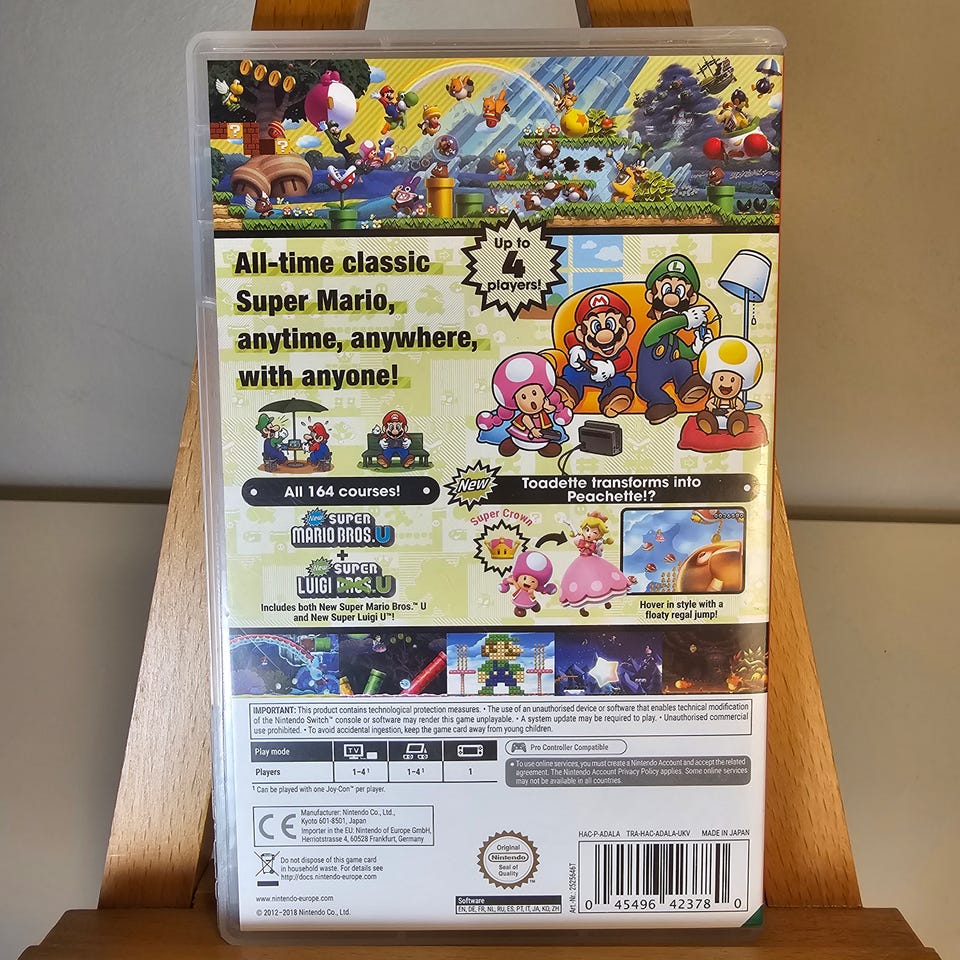 Up to
4
players!
All-time classic
Super Mario,
anytime, anywhere,
with anyone!
All 164 courses!
New
Toadette transforms into
Peachette!?
New SUPER
MARIO BROS. U
+
New SUPER
LUIGI BROS. U
Includes both New Super Mario Bros.™ U
and New Super Luigi U™!
Super Crown
Hover in style with a
floaty regal jump!
IMPORTANT: This product contains technological protection measures. • The use of an unauthorised device or software that enables technical modification
of the Nintendo Switch™ console or software may render this game unplayable. • A system update may be required to play. • Unauthorised commercial
use prohibited. • To avoid accidental ingestion, keep the game card away from young children.
Play mode TV
Players 1–4¹ 1–4¹ 1
¹ Can be played with one Joy-Con™ per player.
Pro Controller Compatible
• To use online services, you must create a Nintendo Account and accept the related
agreement. The Nintendo Account Privacy Policy applies. Some online services
may not be available in all countries.
CE
Manufacturer: Nintendo Co., Ltd.,
Kyoto 601-8501, Japan
Importer in the EU: Nintendo of Europe GmbH,
Herriotstrasse 4, 60528 Frankfurt, Germany
Do not dispose of this game card
in household waste. For details see
http://docs.nintendo-europe.com
www.nintendo-europe.com
© 2012–2018 Nintendo Co., Ltd.
Original
Nintendo
Seal of
Quality
TM
Software
EN, DE, FR, NL, RU, ES, PT, IT, JA, KO, ZH
HAC-P-ADALA TRA-HAC-ADALA-UKV MADE IN JAPAN
Art.-Nr. 2525646T
0 45496 42378 0